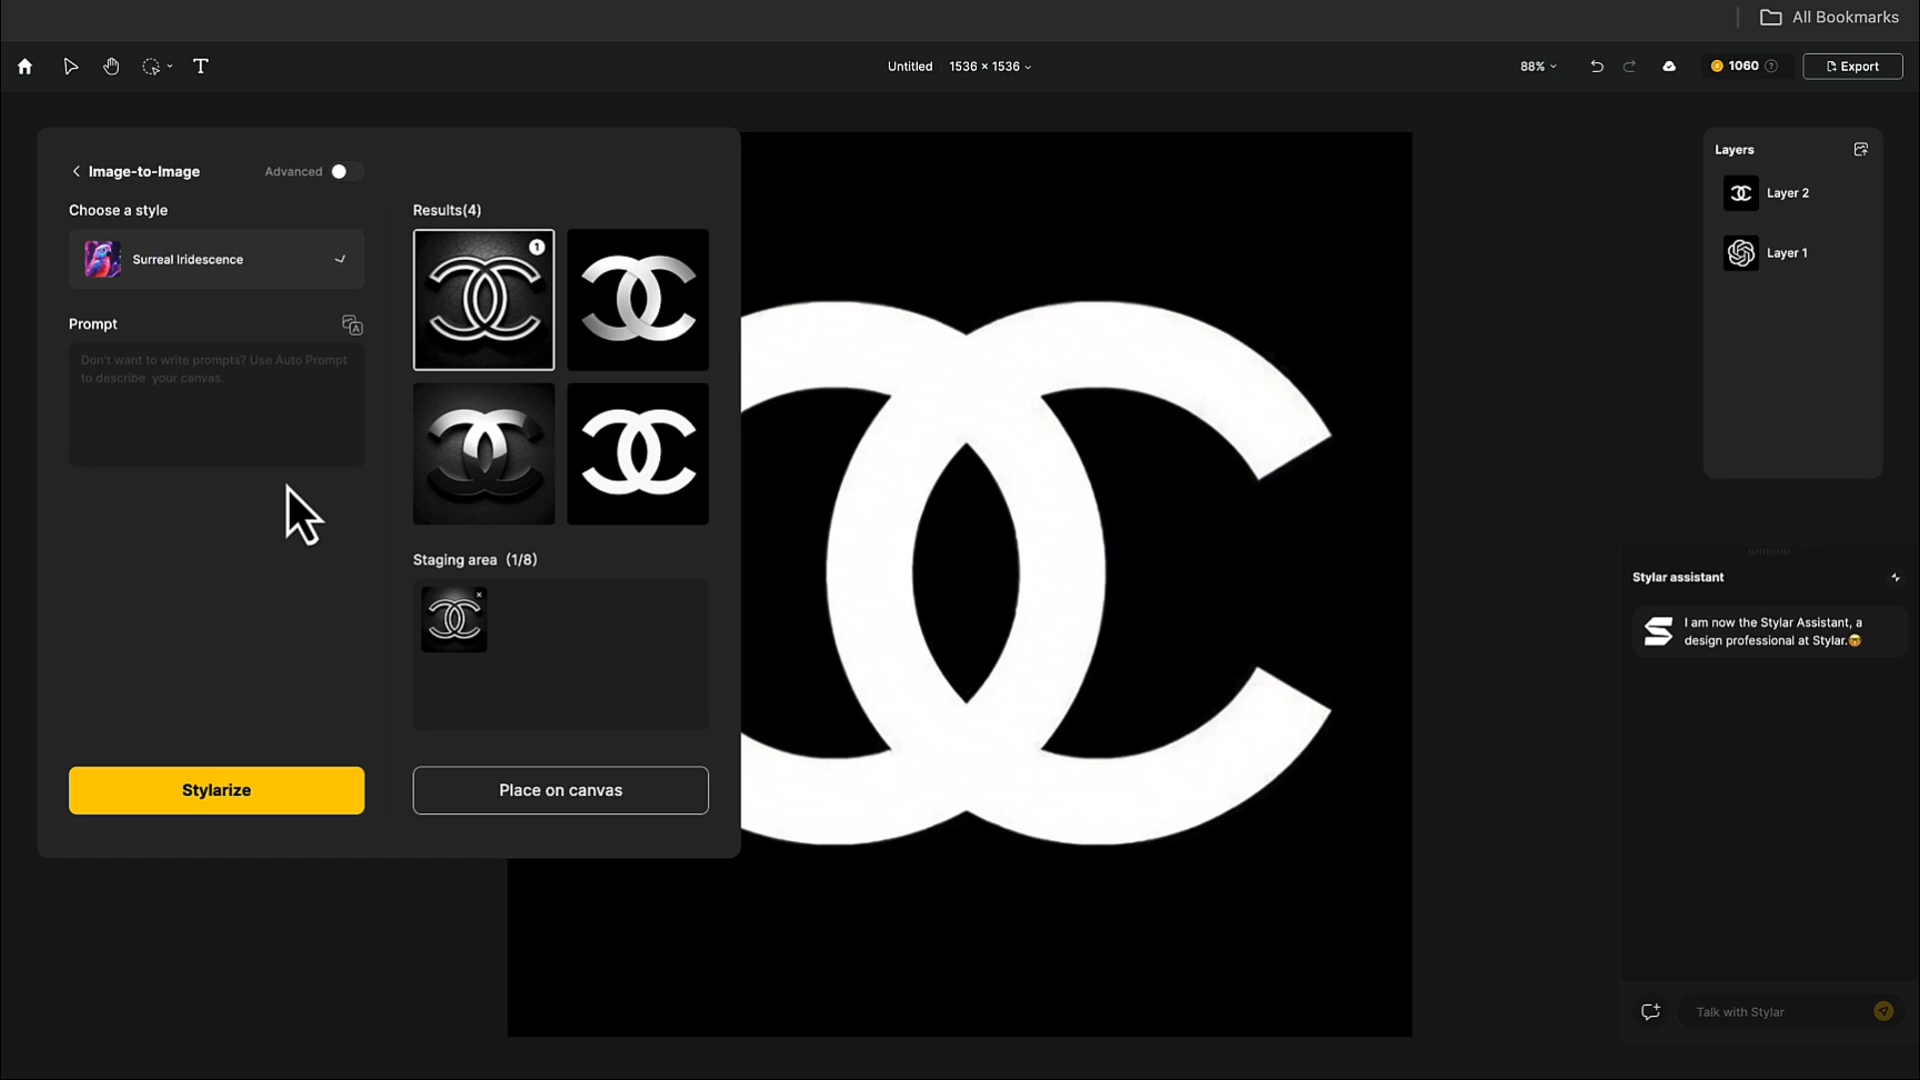 All Bookmarks
T
Untitled 1536 × 1536
88%
1060
Export
Image-to-Image
Advanced
Choose a style
Surreal Iridescence
Prompt
Don't want to write prompts? Use Auto Prompt
to describe your canvas.
Stylarize
Results(4)
1
Staging area (1/8)
Place on canvas
Layers
Layer 2
Layer 1
Stylar assistant
I am now the Stylar Assistant, a
design professional at Stylar.🤓
Talk with Stylar